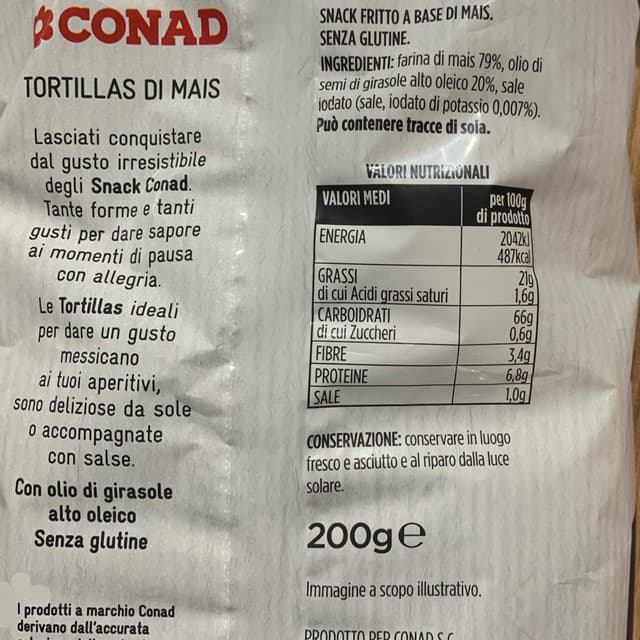 CONAD
TORTILLAS DI MAIS
Lasciati conquistare
dal gusto irresistibile
degli Snack Conad.
Tante forme e tanti
gusti per dare sapore
ai momenti di pausa
con allegria.
Le Tortillas ideali
per dare un gusto
messicano
ai tuoi aperitivi,
sono deliziose da sole
o accompagnate
con salse.
Con olio di girasole
alto oleico
Senza glutine
I prodotti a marchio Conad
derivano dall'accurata
SNACK FRITTO A BASE DI MAIS.
SENZA GLUTINE.
INGREDIENTI: farina di mais 79%, olio di
semi di girasole alto oleico 20%, sale
iodato (sale, iodato di potassio 0,007%).
Può contenere tracce di soia.
VALORI NUTRIZIONALI
VALORI MEDI per 100g
di prodotto
ENERGIA 2042kJ
487kcal
GRASSI 21g
di cui Acidi grassi saturi 1,6g
CARBOIDRATI 66g
di cui Zuccheri 0,6g
FIBRE 3,4g
PROTEINE 6,8g
SALE 1,0g
CONSERVAZIONE: conservare in luogo
fresco e asciutto e al riparo dalla luce
solare.
200g e
Immagine a scopo illustrativo.
PRODOTTO PER CONAD S.C.